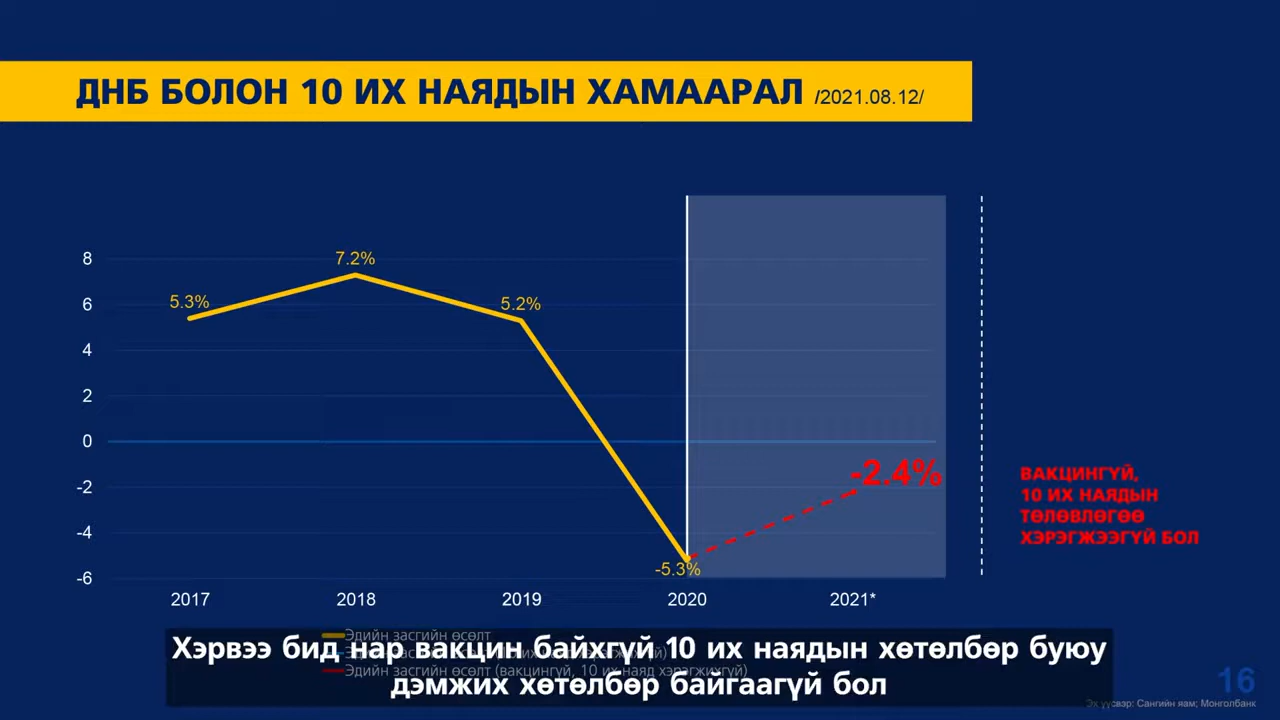 ДНБ БОЛОН 10 ИХ НАЯДЫН ХАМААРАЛ /2021.08.12/
8
6
4
2
0
-2
-4
-6
5.3%
7.2%
5.2%
-5.3%
-2.4%
2017
2018
2019
2020
2021*
ВАКЦИНГҮЙ,
10 ИХ НАЯДЫН
ТӨЛӨВЛӨГӨӨ
ХЭРЭГЖЭЭГҮЙ БОЛ
Эдийн засгийн өсөлт
Эдийн засгийн өсөлт (вакцингүй, 10 их наяд хэрэгжихгүй)
Хэрвээ бид нар вакцин байхгүй 10 их наядын хөтөлбөр буюу
дэмжих хөтөлбөр байгаагүй бол
16
Эх үүсвэр: Сангийн яам; Монголбанк